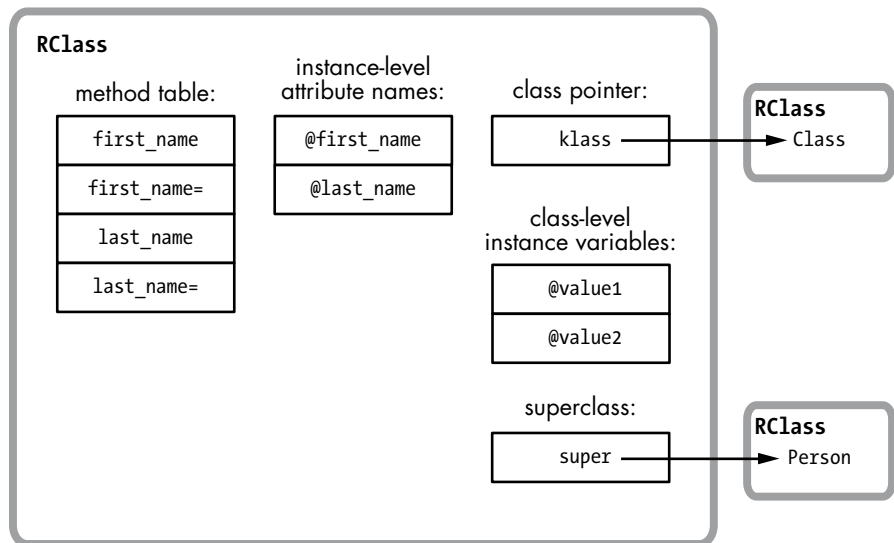 RClass
method table:
first_name
first_name=
last_name
last_name=
instance-level
attribute names:
@first_name
@last_name
class pointer:
klass
class-level
instance variables:
@value1
@value2
superclass:
super
RClass
Class
RClass
Person